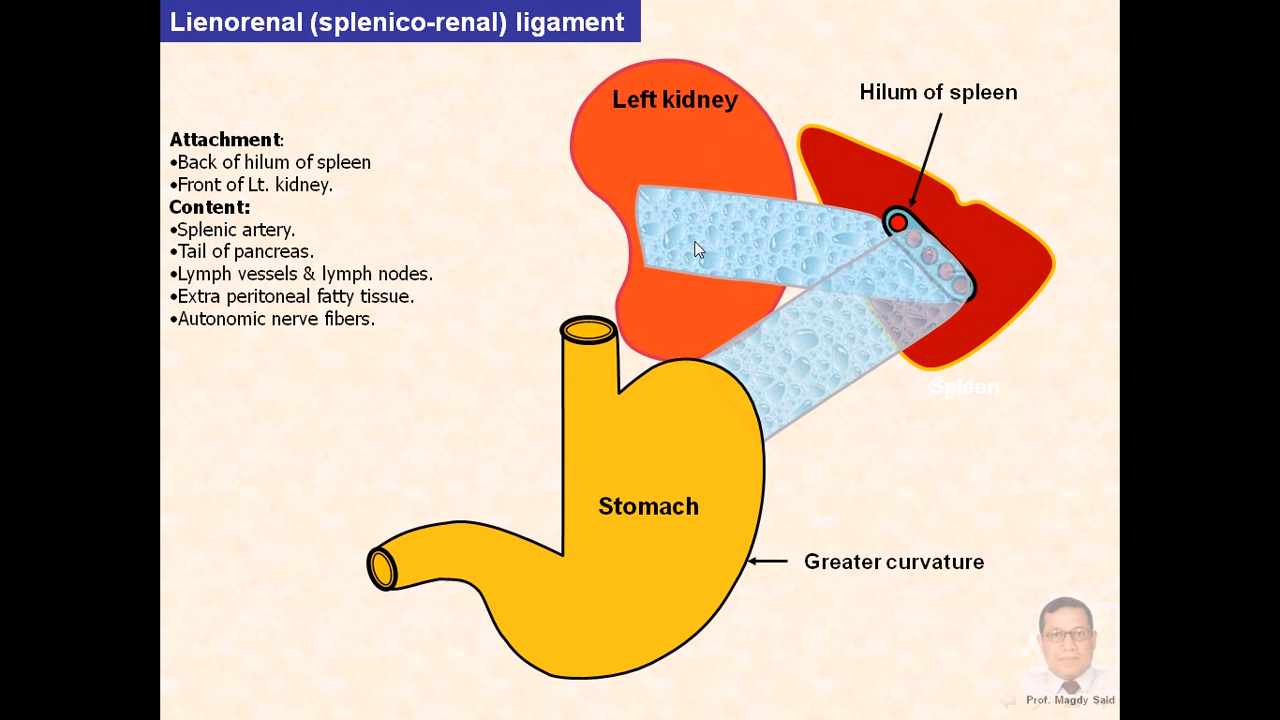 Lienorenal (splenico-renal) ligament
Left kidney
Hilum of spleen
Attachment:
•Back of hilum of spleen
•Front of Lt. kidney.
Content:
•Splenic artery.
•Tail of pancreas.
•Lymph vessels & lymph nodes.
•Extra peritoneal fatty tissue.
•Autonomic nerve fibers.
Spleen
Stomach
Greater curvature
Prof. Magdy Said